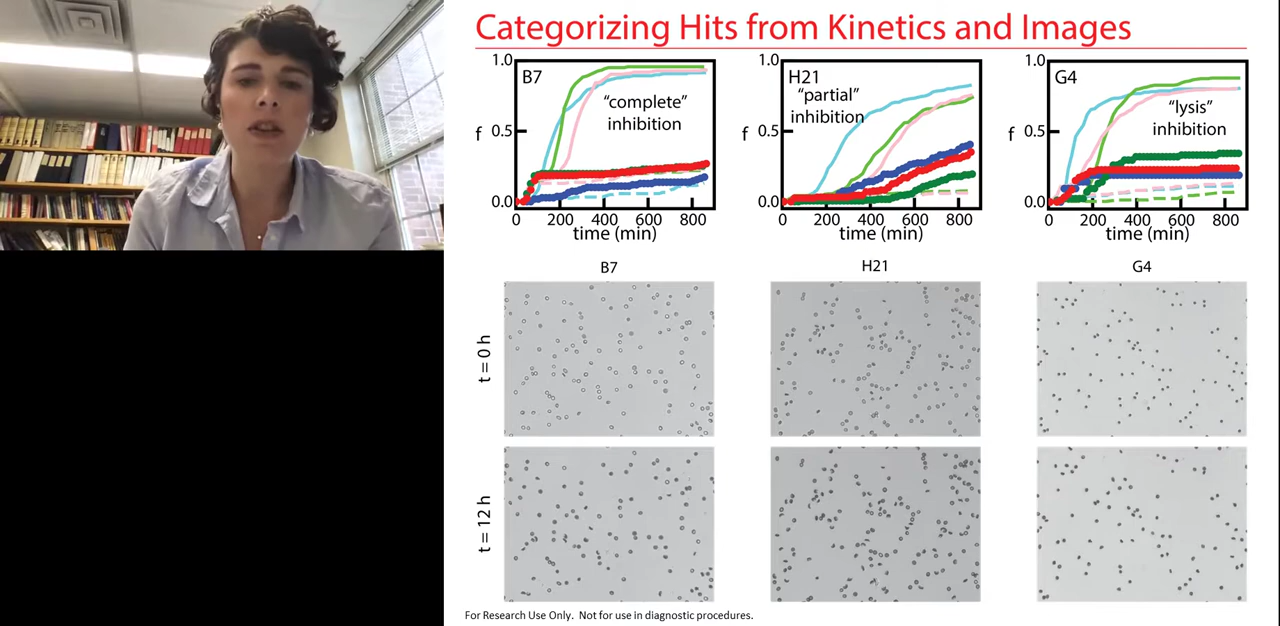 Categorizing Hits from Kinetics and Images
1.0
B7
"complete"
inhibition
f
0.5
0.0
0 200 400 600 800
time (min)
1.0
H21
"partial"
inhibition
f
0.5
0.0
0 200 400 600 800
time (min)
1.0
G4
"lysis"
inhibition
f
0.5
0.0
0 200 400 600 800
time (min)
B7 H21 G4
t = 0 h
t = 12 h
For Research Use Only. Not for use in diagnostic procedures.